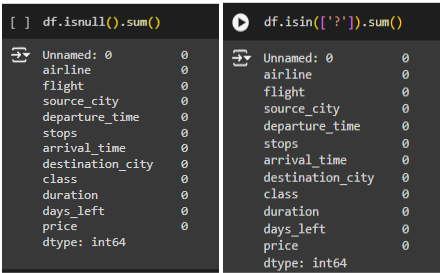 [ ] df.isnull().sum()
Unnamed: 0 0
airline 0
flight 0
source_city 0
departure_time 0
stops 0
arrival_time 0
destination_city 0
class 0
duration 0
days_left 0
price 0
dtype: int64
df.isin(['?']).sum()
Unnamed: 0 0
airline 0
flight 0
source_city 0
departure_time 0
stops 0
arrival_time 0
destination_city 0
class 0
duration 0
days_left 0
price 0
dtype: int64